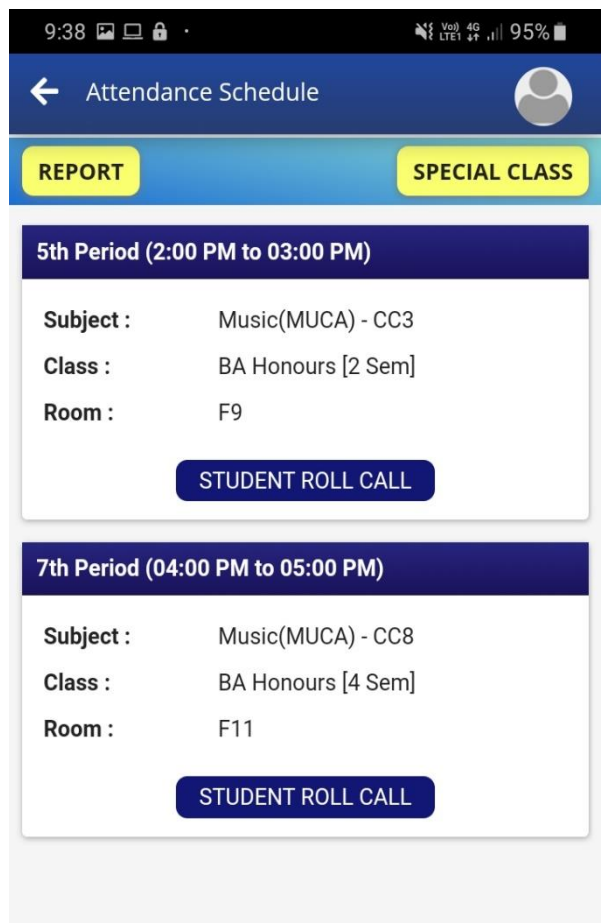 9:38
Vo)) 4G
LTE1
95%
Attendance Schedule
REPORT
SPECIAL CLASS
5th Period (2:00 PM to 03:00 PM)
Subject : Music(MUCA) - CC3
Class : BA Honours [2 Sem]
Room : F9
STUDENT ROLL CALL
7th Period (04:00 PM to 05:00 PM)
Subject : Music(MUCA) - CC8
Class : BA Honours [4 Sem]
Room : F11
STUDENT ROLL CALL